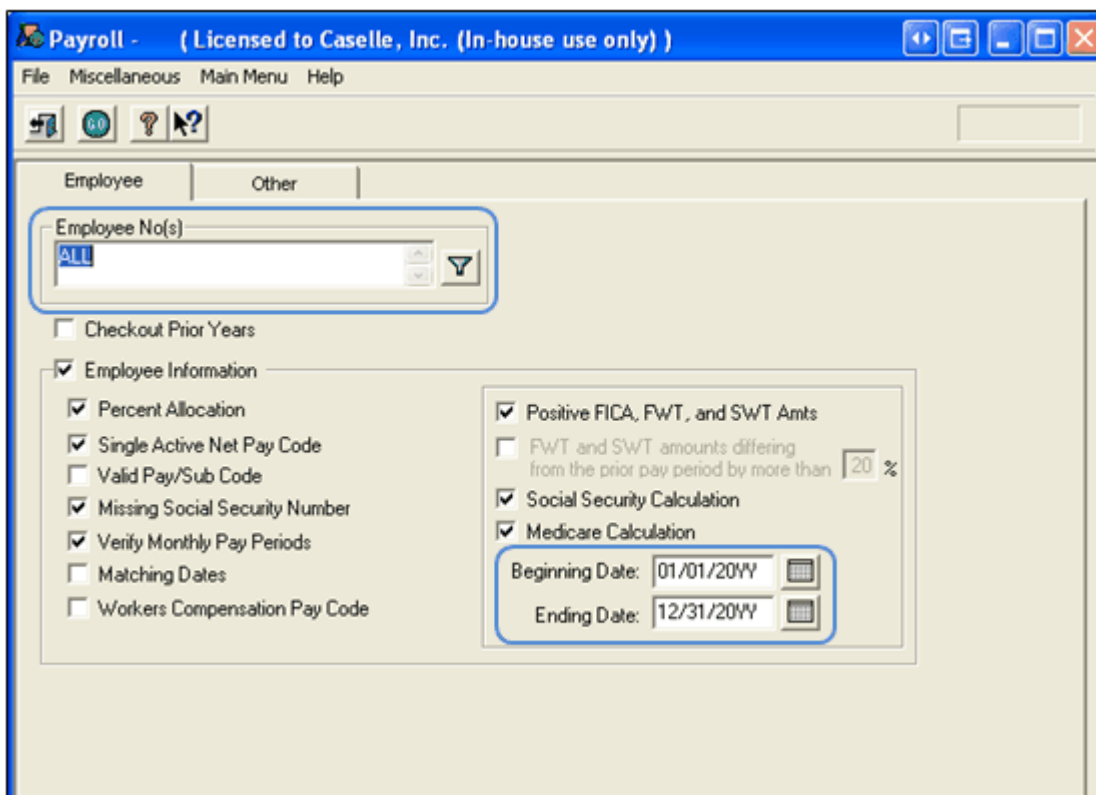 Payroll - ( Licensed to Caselle, Inc. (In-house use only) )
File Miscellaneous Main Menu Help
GO ? ?
Employee Other
Employee No(s)
ALL
Checkout Prior Years
Employee Information
Percent Allocation
Single Active Net Pay Code
Valid Pay/Sub Code
Missing Social Security Number
Verify Monthly Pay Periods
Matching Dates
Workers Compensation Pay Code
Positive FICA, FWT, and SWT Amts
FWT and SWT amounts differing
from the prior pay period by more than 20 %
Social Security Calculation
Medicare Calculation
Beginning Date: 01/01/20YY
Ending Date: 12/31/20YY